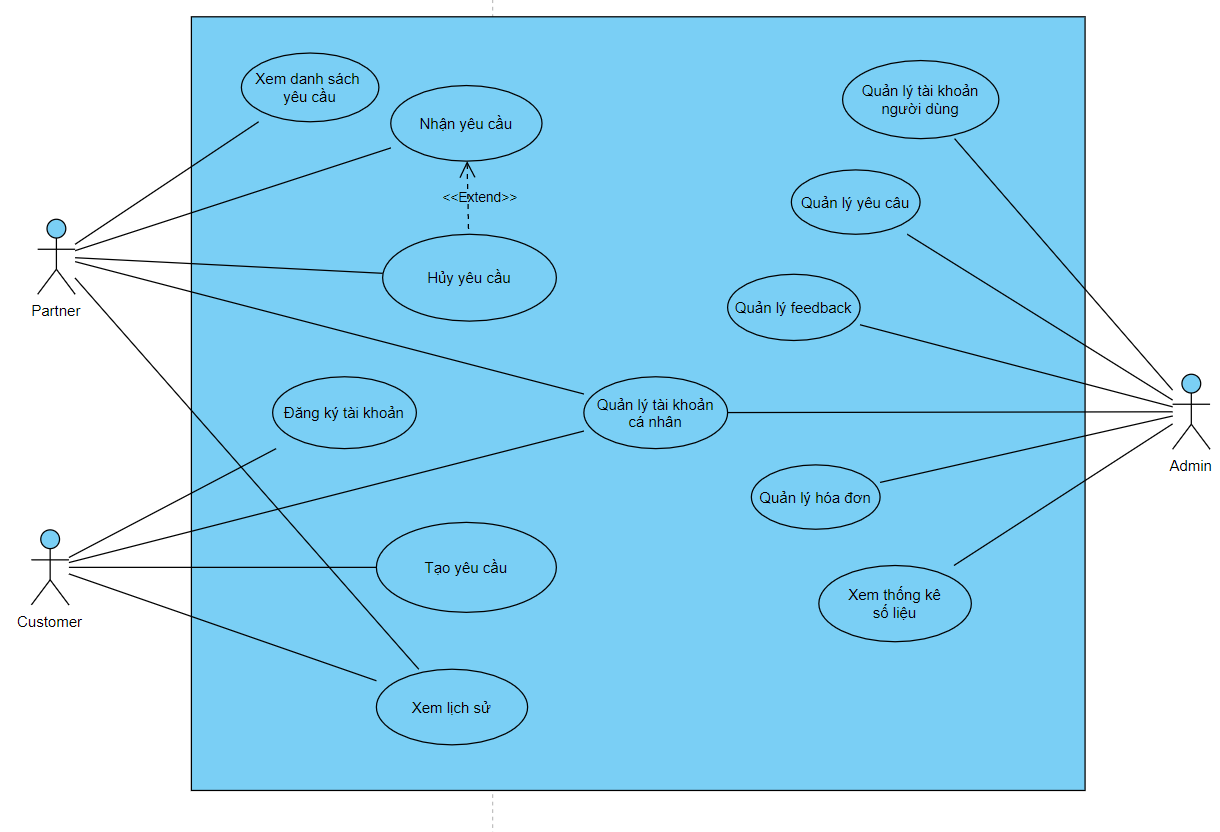 Xem danh sách
yêu cầu
Nhận yêu cầu
<<Extend>>
Hủy yêu cầu
Partner
Đăng ký tài khoản
Quản lý tài khoản
cá nhân
Tạo yêu cầu
Customer
Xem lịch sử
Quản lý tài khoản
người dùng
Quản lý yêu câu
Quản lý feedback
Admin
Quản lý hóa đơn
Xem thống kê
số liệu